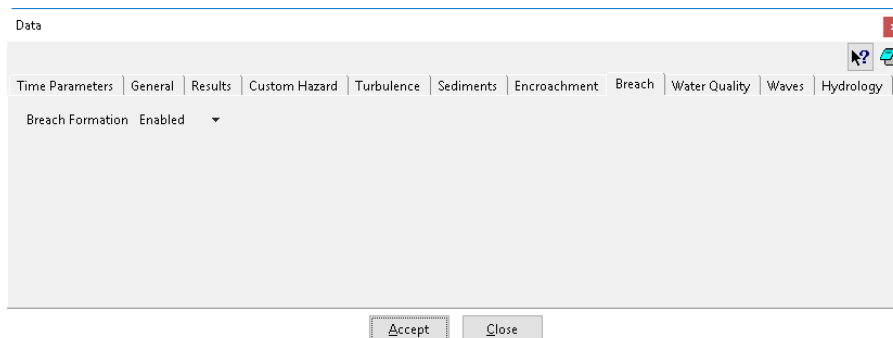 Data
Time Parameters General Results Custom Hazard Turbulence Sediments Encroachment Breach Water Quality Waves Hydrology
Breach Formation Enabled
Accept Close